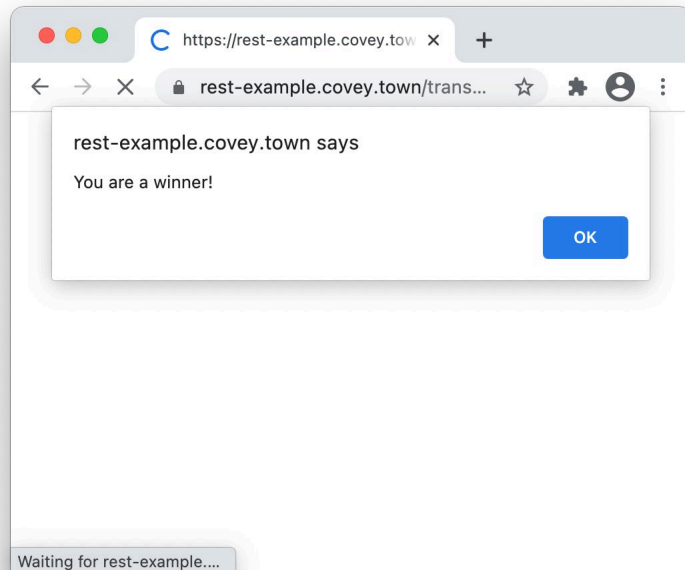 https://rest-example.covey.tow
rest-example.covey.town/trans...
rest-example.covey.town says
You are a winner!
OK
Waiting for rest-example....